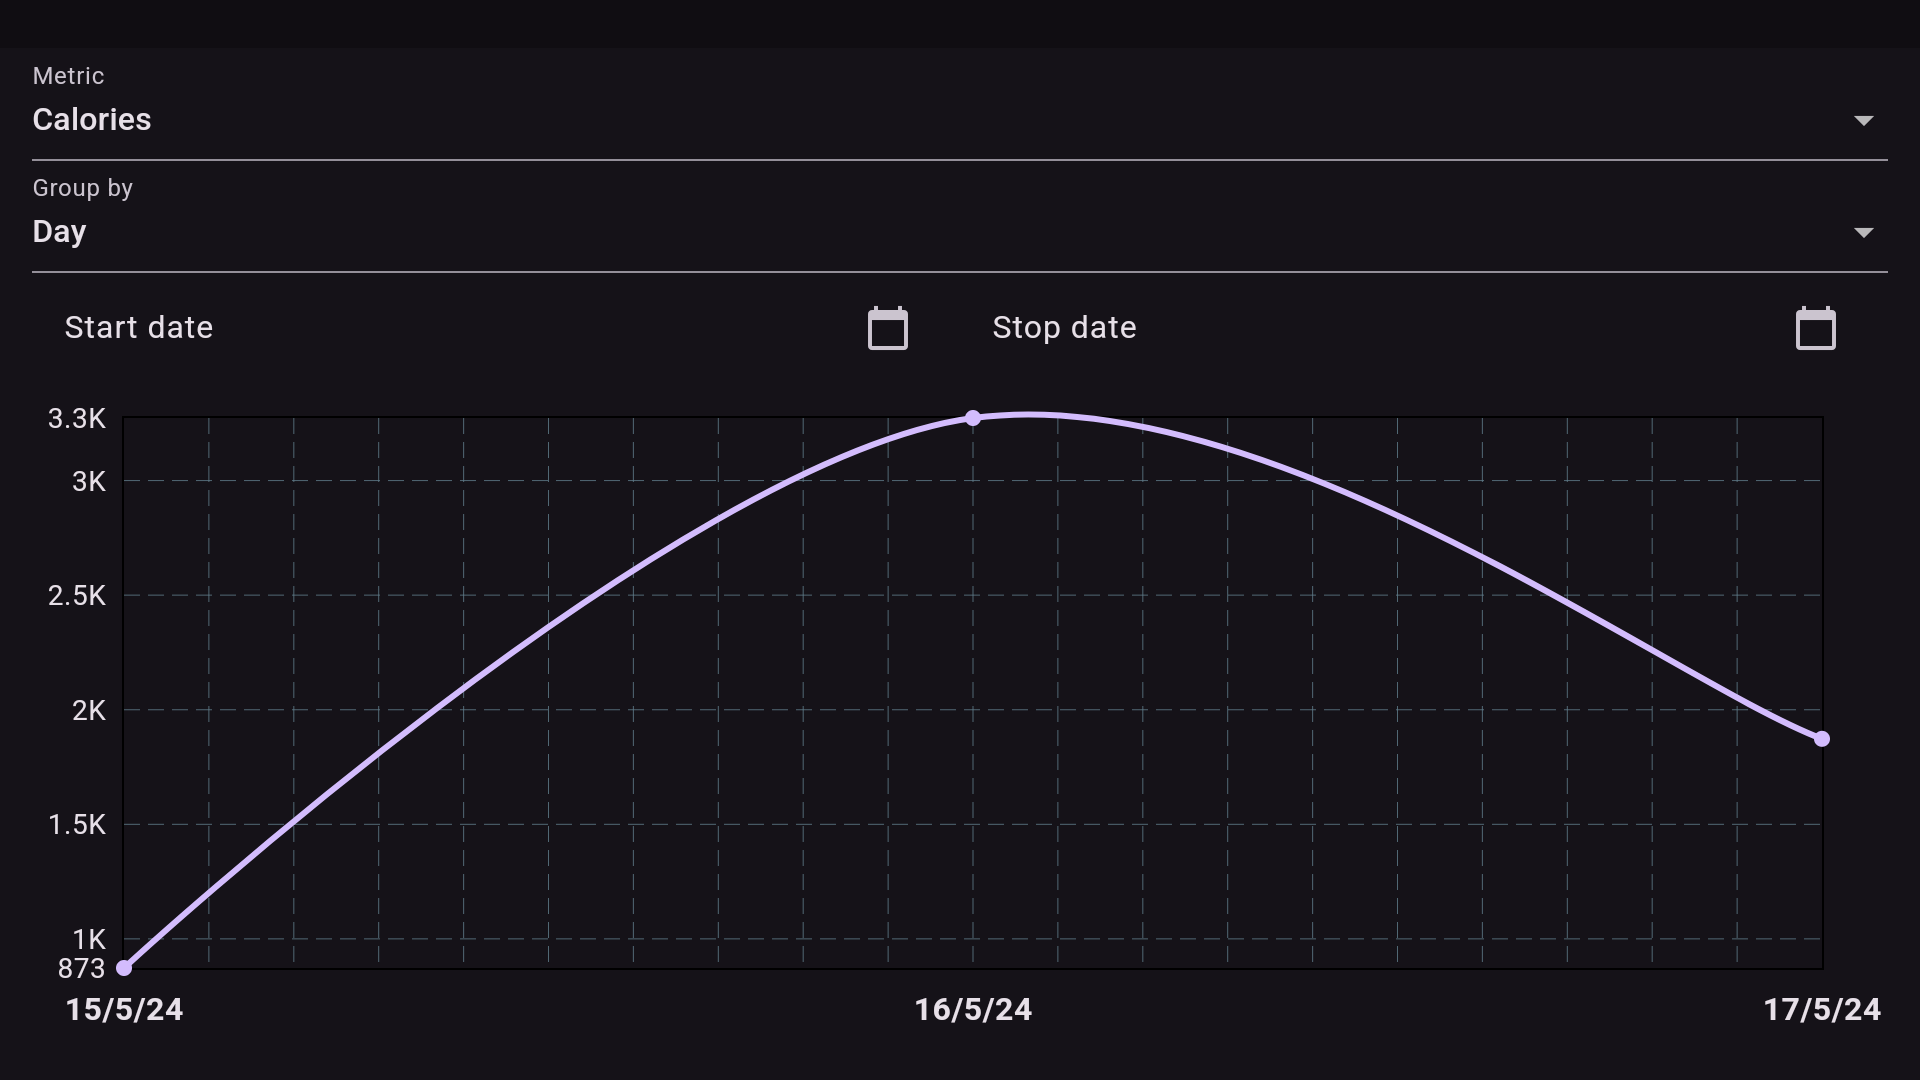 Metric
Calories
Group by
Day
Start date
Stop date
3.3K
3K
2.5K
2K
1.5K
1K
873
15/5/24
16/5/24
17/5/24